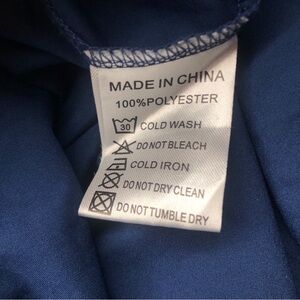 MADE IN CHINA
100%POLYESTER
30 COLD WASH
DO NOT BLEACH
COLD IRON
DO NOT DRY CLEAN
DO NOT TUMBLE DRY